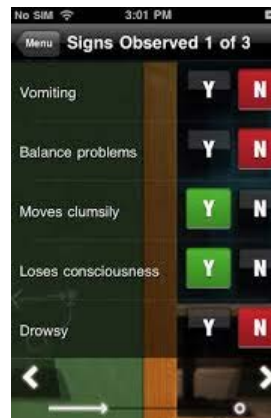 No SIM 3:01 PM
Menu Signs Observed 1 of 3
Vomiting Y N
Balance problems Y N
Moves clumsily Y N
Loses consciousness Y N
Drowsy Y N